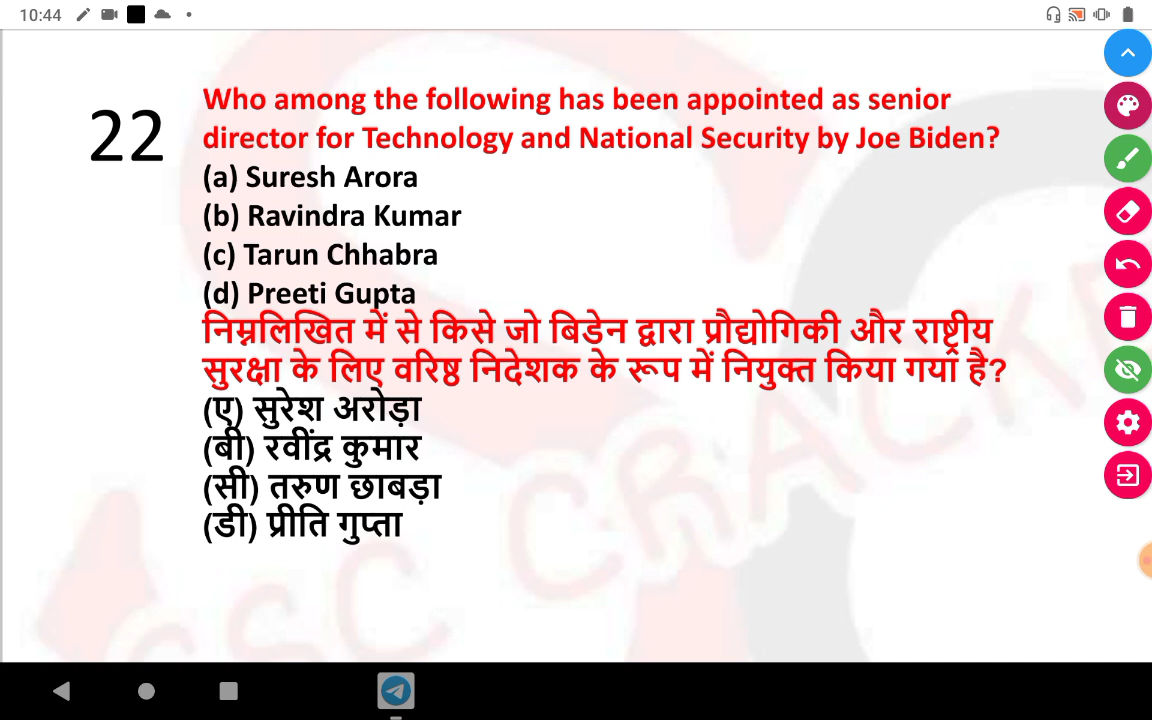 10:44
22
Who among the following has been appointed as senior
director for Technology and National Security by Joe Biden?
(a) Suresh Arora
(b) Ravindra Kumar
(c) Tarun Chhabra
(d) Preeti Gupta
निम्नलिखित में से किसे जो बिडेन द्वारा प्रौद्योगिकी और राष्ट्रीय
सुरक्षा के लिए वरिष्ठ निदेशक के रूप में नियुक्त किया गया है?
(ए) सुरेश अरोड़ा
(बी) रवींद्र कुमार
(सी) तरुण छाबड़ा
(डी) प्रीति गुप्ता
SSC CRACKE